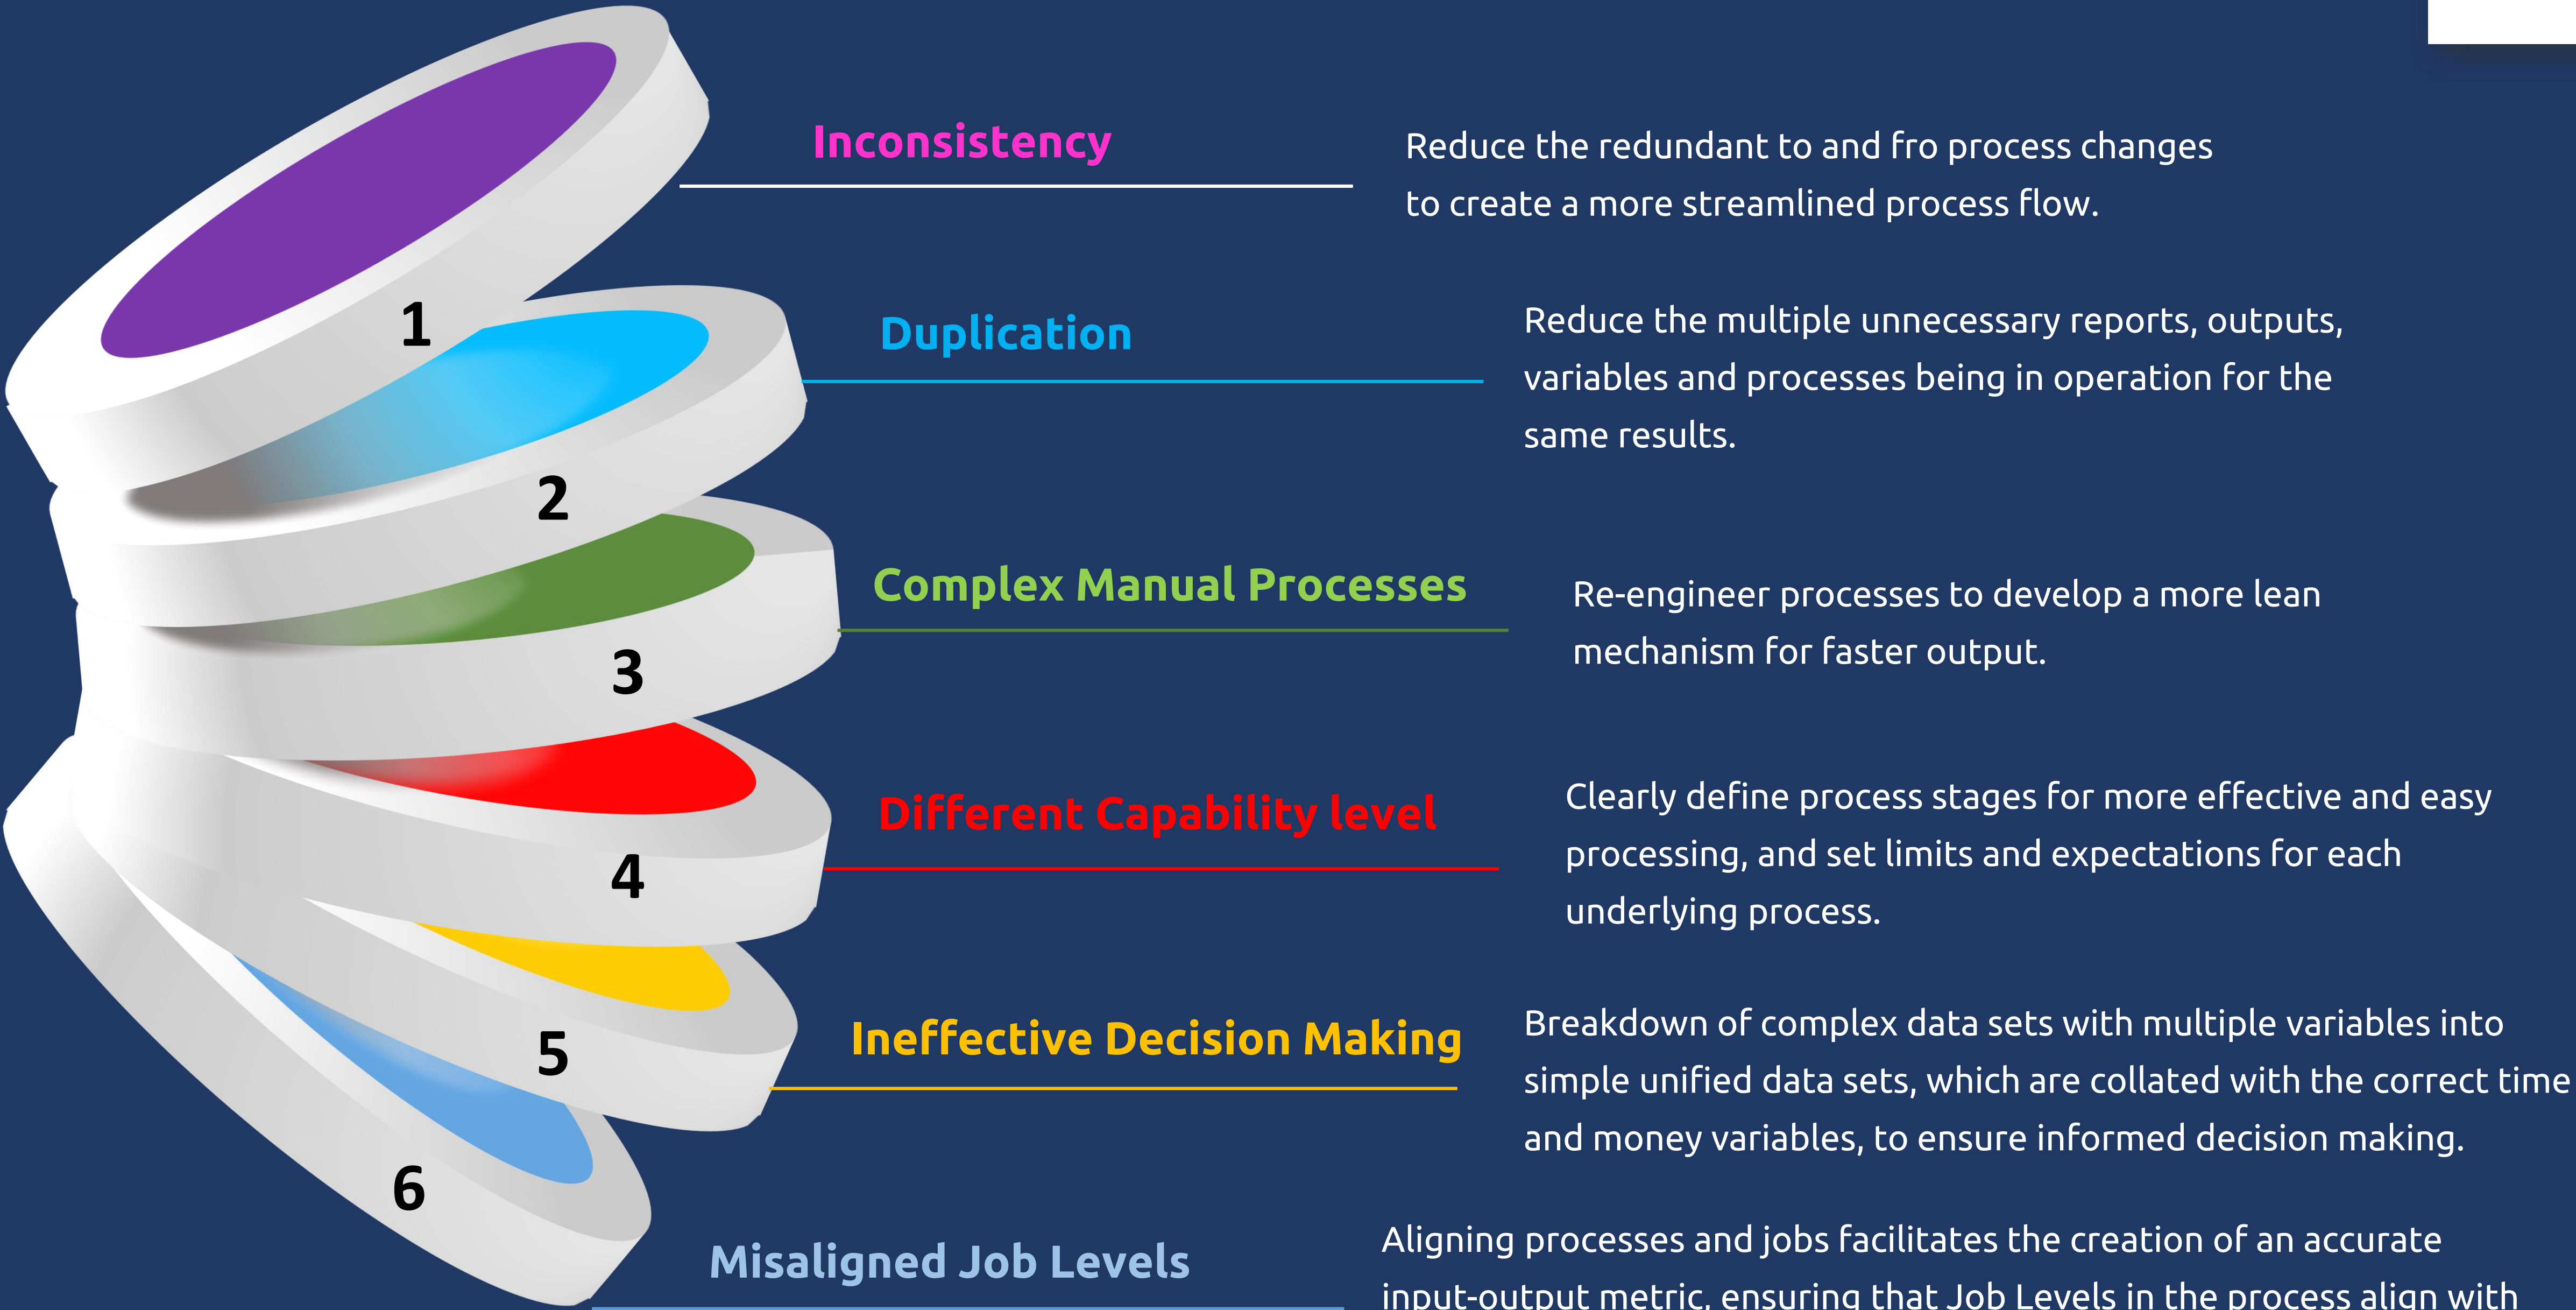 1
Inconsistency
Reduce the redundant to and fro process changes
to create a more streamlined process flow.
2
Duplication
Reduce the multiple unnecessary reports, outputs,
variables and processes being in operation for the
same results.
3
Complex Manual Processes
Re-engineer processes to develop a more lean
mechanism for faster output.
4
Different Capability level
Clearly define process stages for more effective and easy
processing, and set limits and expectations for each
underlying process.
5
Ineffective Decision Making
Breakdown of complex data sets with multiple variables into
simple unified data sets, which are collated with the correct time
and money variables, to ensure informed decision making.
6
Misaligned Job Levels
Aligning processes and jobs facilitates the creation of an accurate
input-output metric, ensuring that Job Levels in the process align with